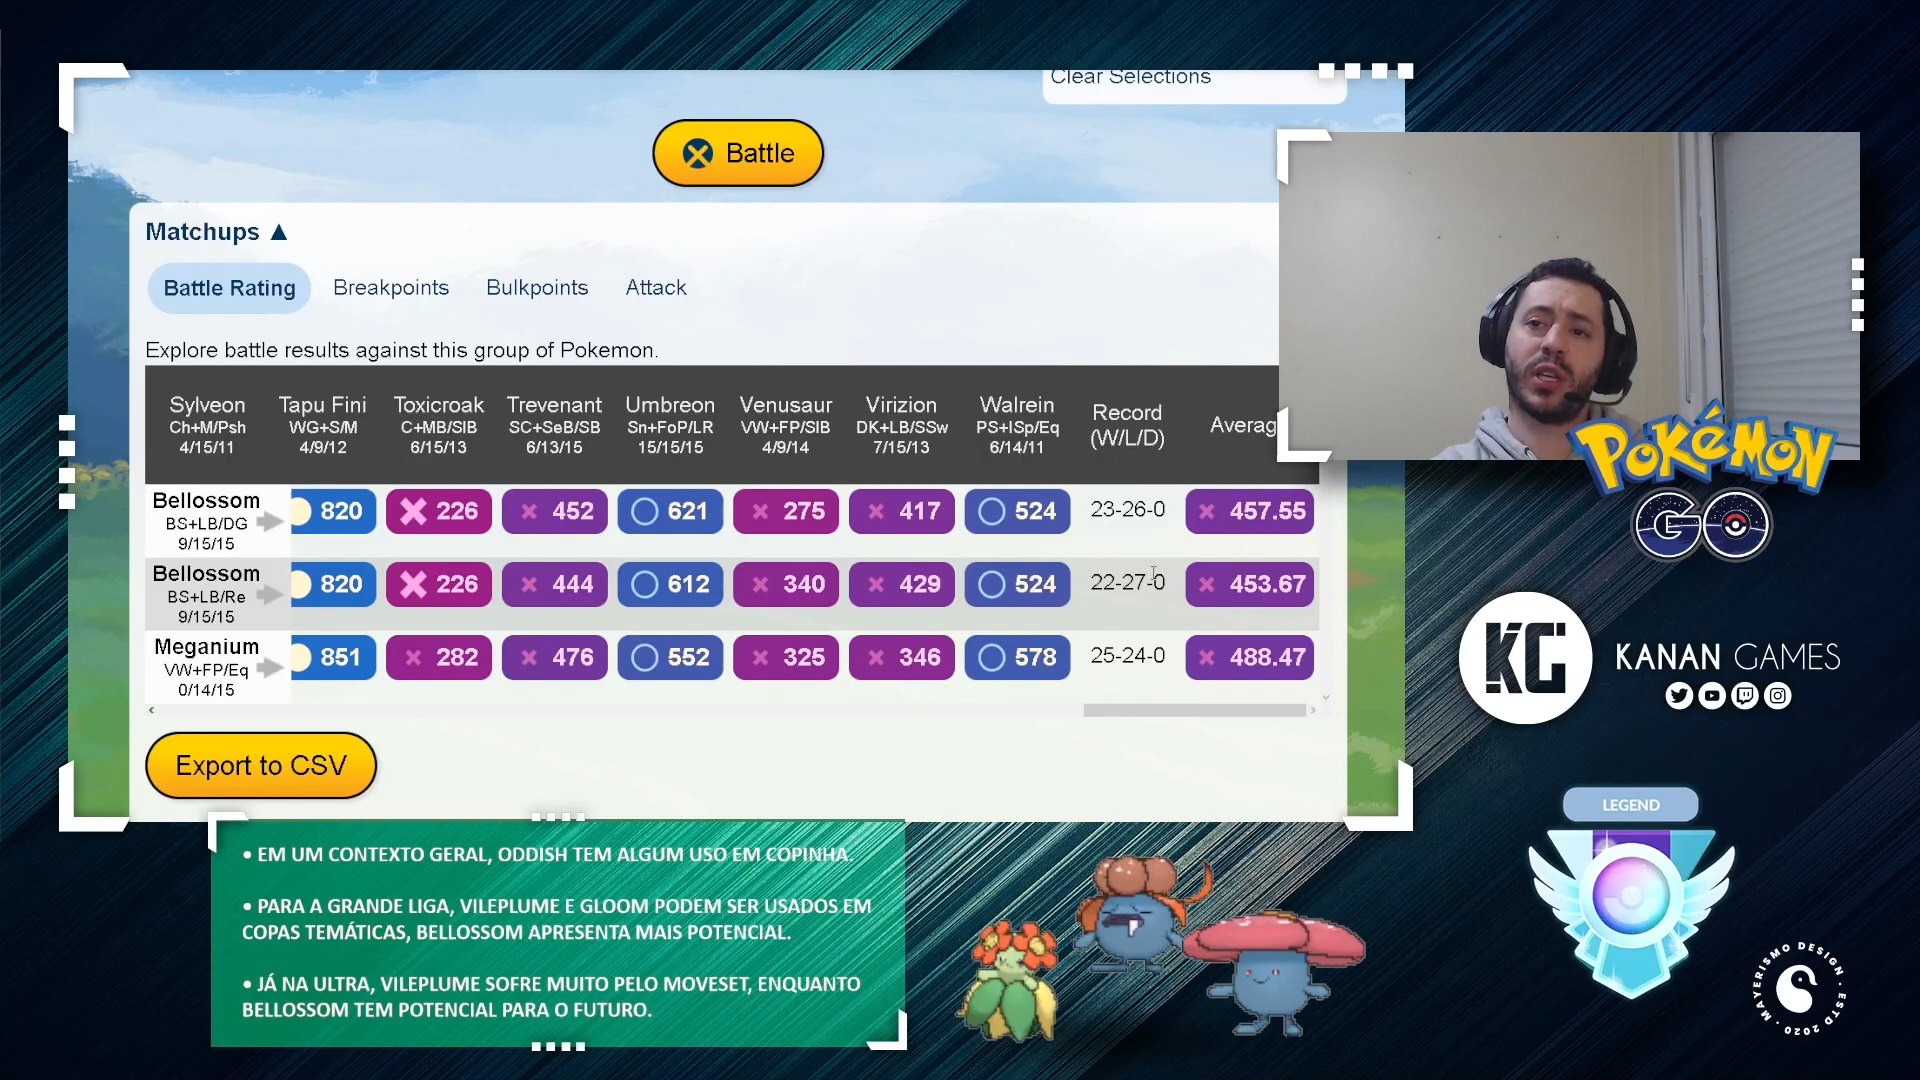 Clear Selections
Battle
Matchups ▲
Battle Rating Breakpoints Bulkpoints Attack
Explore battle results against this group of Pokemon.
Sylveon Tapu Fini Toxicroak Trevenant Umbreon Venusaur Virizion Walrein Record Averag
Ch+M/Psh WG+S/M C+MB/SlB SC+SeB/SB Sn+FoP/LR VW+FP/SlB DK+LB/SSw PS+ISp/Eq (W/L/D)
4/15/11 4/9/12 6/15/13 6/13/15 15/15/15 4/9/14 7/15/13 6/14/11
Bellossom
BS+LB/DG
9/15/15
820 226 452 621 275 417 524 23-26-0 457.55
Bellossom
BS+LB/Re
9/15/15
820 226 444 612 340 429 524 22-27-0 453.67
Meganium
VW+FP/Eq
0/14/15
851 282 476 552 325 346 578 25-24-0 488.47
Export to CSV
POKéMON
GO
KG
KANAN GAMES
LEGEND
• EM UM CONTEXTO GERAL, ODDISH TEM ALGUM USO EM COPINHA.
• PARA A GRANDE LIGA, VILEPLUME E GLOOM PODEM SER USADOS EM
COPAS TEMÁTICAS, BELLOSSOM APRESENTA MAIS POTENCIAL.
• JÁ NA ULTRA, VILEPLUME SOFRE MUITO PELO MOVESET, ENQUANTO
BELLOSSOM TEM POTENCIAL PARA O FUTURO.
MAYERISMO DESIGN · ESTD 2020 ·